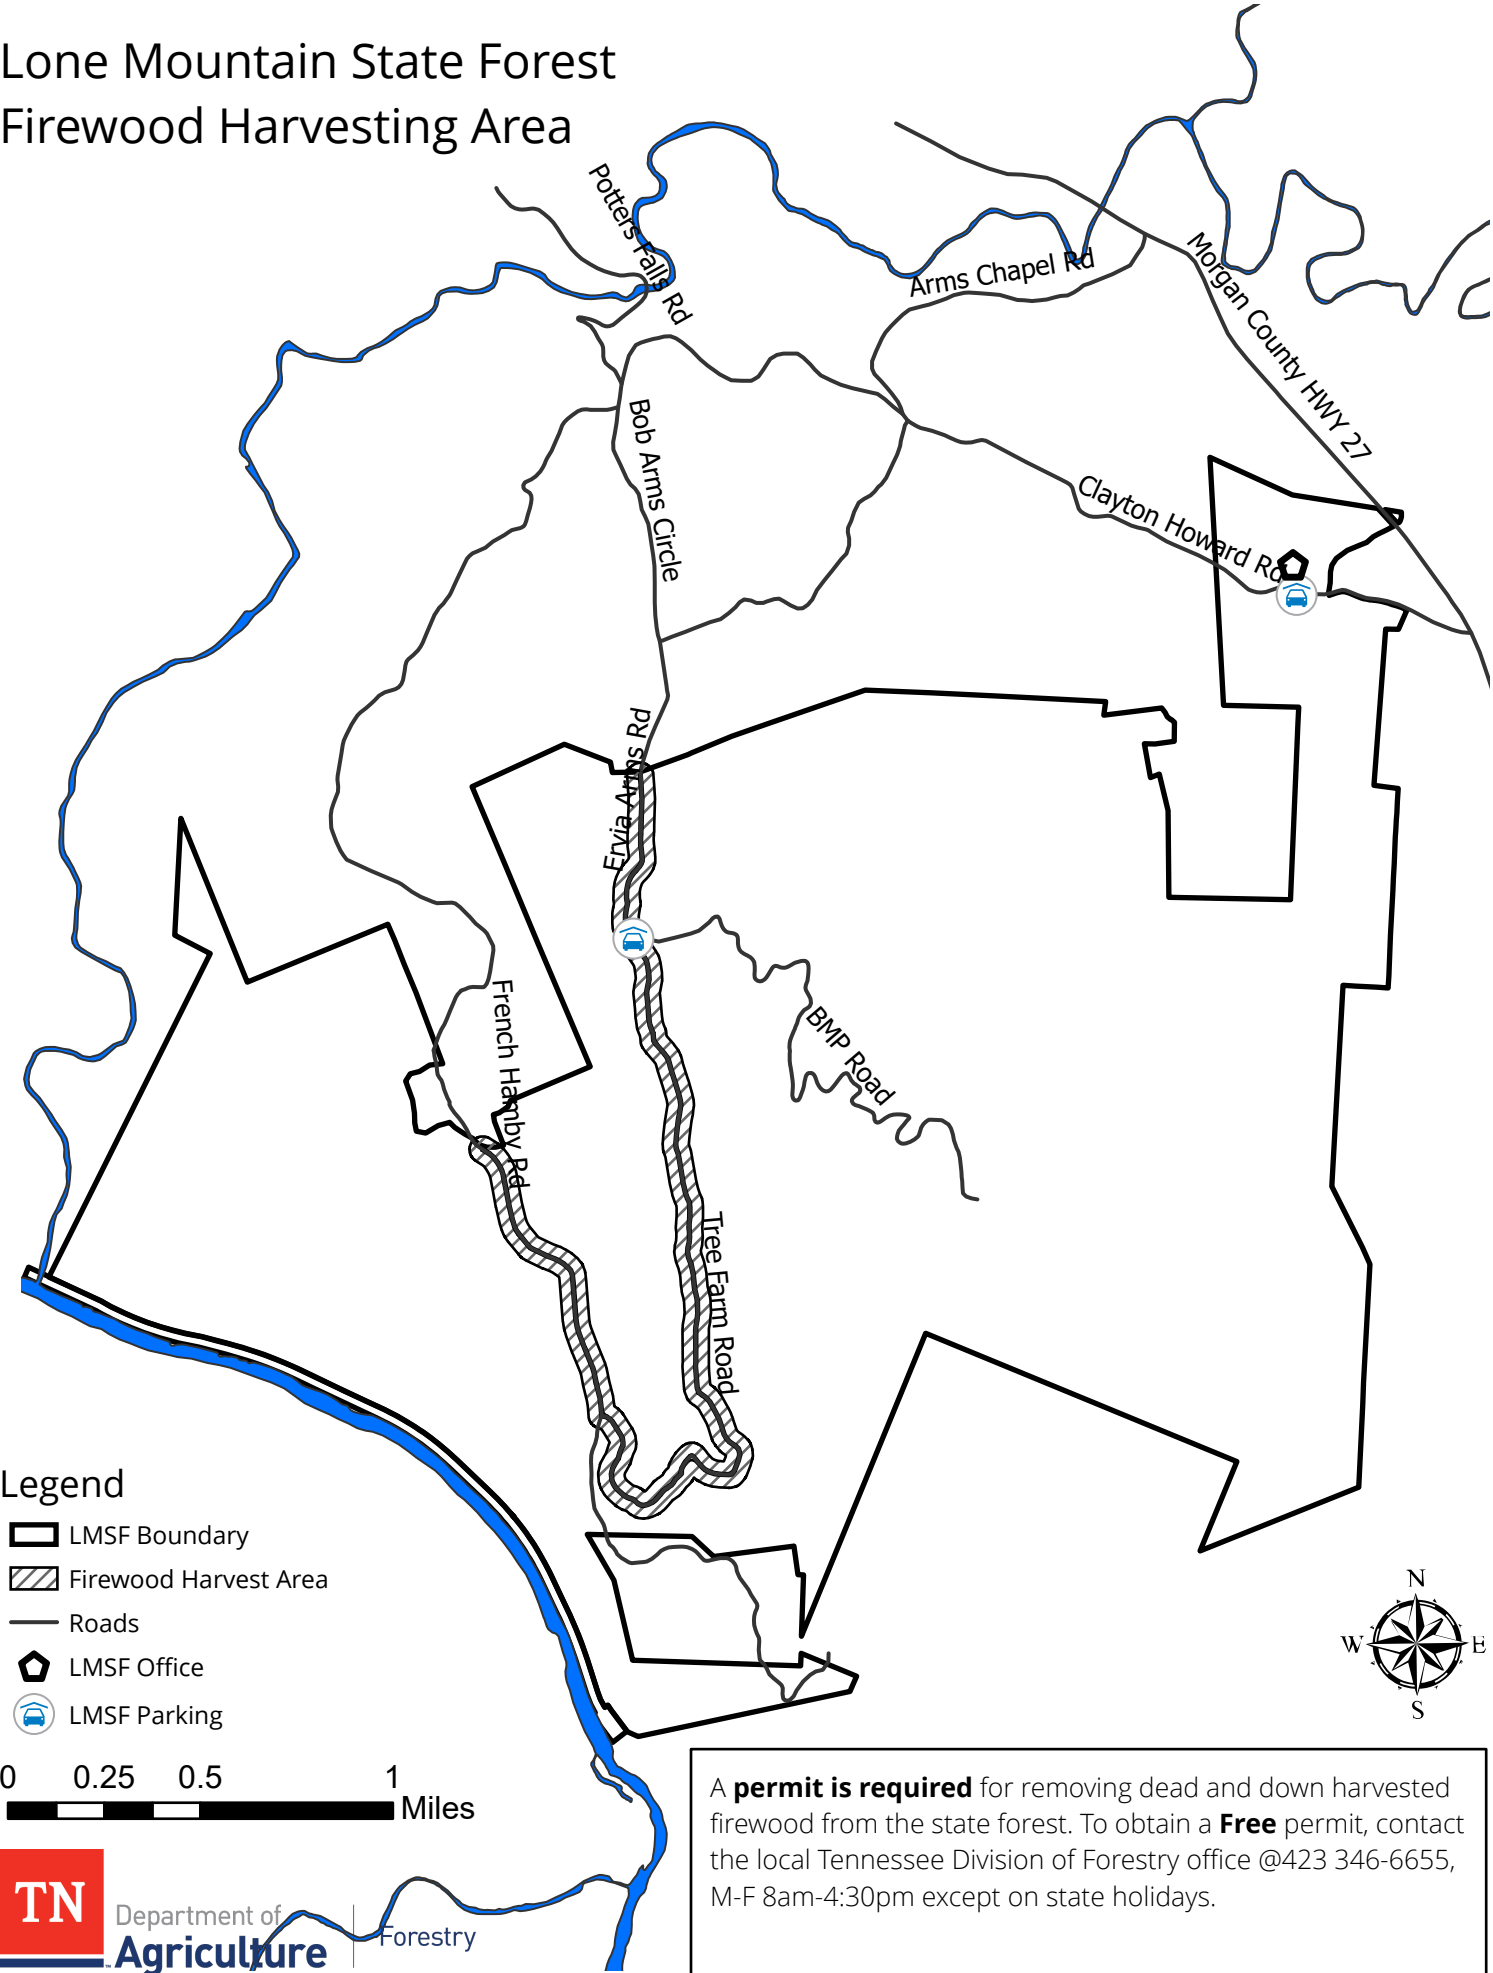 Lone Mountain State Forest
Firewood Harvesting Area
Potters Falls Rd
Arms Chapel Rd
Morgan County HWY 27
Bob Arms Circle
Clayton Howard Rd
Ervia Arms Rd
French Hamby Rd
BMP Road
Tree Farm Road
Legend
LMSF Boundary
Firewood Harvest Area
Roads
LMSF Office
LMSF Parking
0 0.25 0.5 1
Miles
N
W E
S
A permit is required for removing dead and down harvested
firewood from the state forest. To obtain a Free permit, contact
the local Tennessee Division of Forestry office @423 346-6655,
M-F 8am-4:30pm except on state holidays.
TN
Department of
Agriculture
Forestry